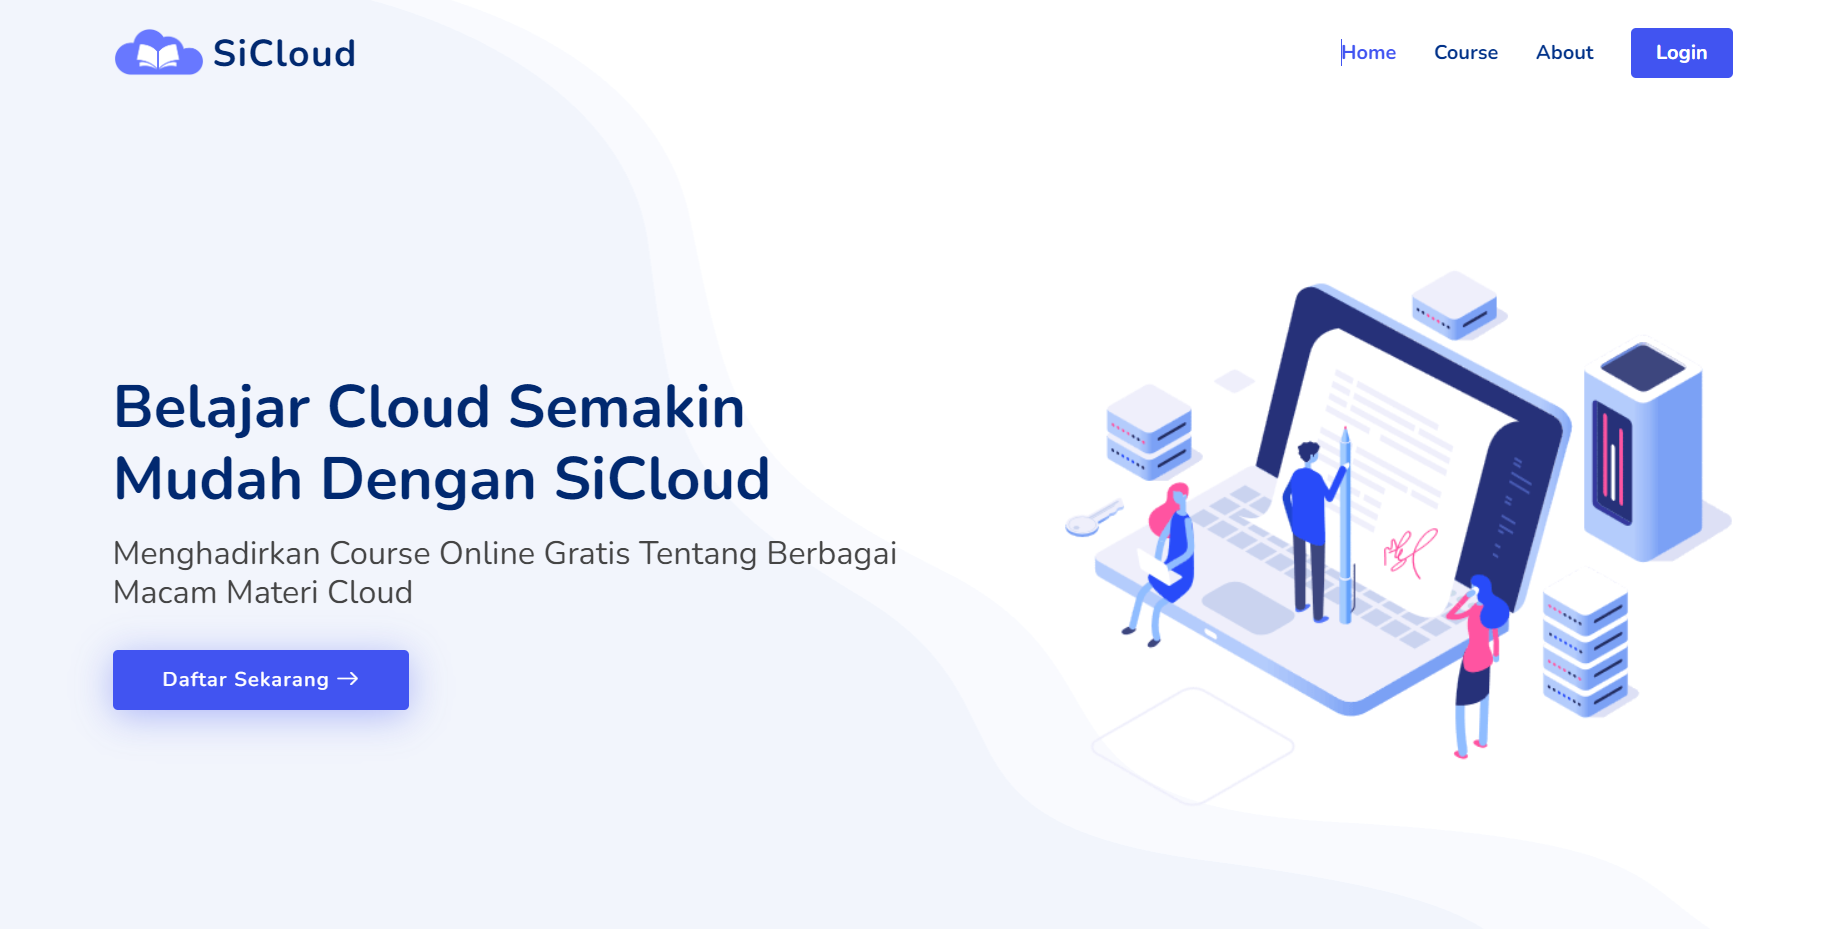 SiCloud
Home
Course
About
Login
Belajar Cloud Semakin
Mudah Dengan SiCloud
Menghadirkan Course Online Gratis Tentang Berbagai
Macam Materi Cloud
Daftar Sekarang →